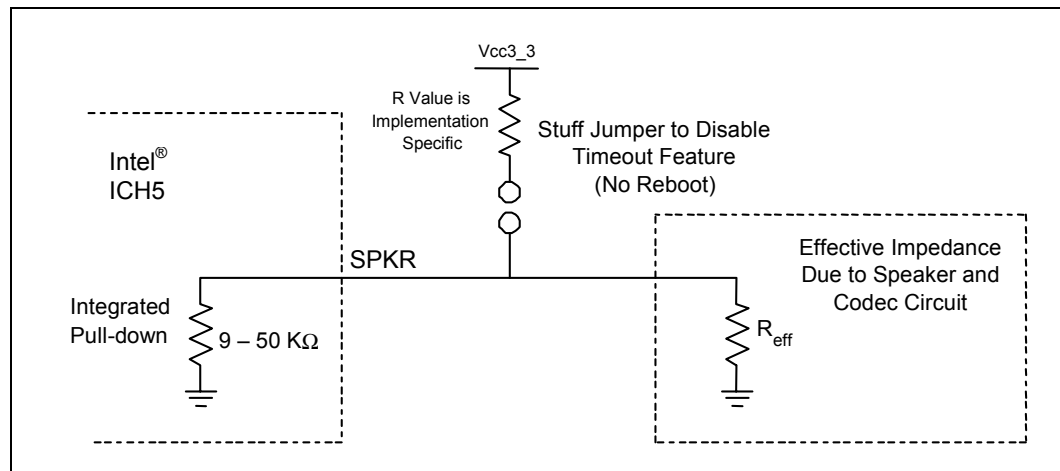 Vcc3_3
R Value is
Implementation
Specific
Stuff Jumper to Disable
Timeout Feature
(No Reboot)
Intel®
ICH5
SPKR
Effective Impedance
Due to Speaker and
Codec Circuit
Integrated
Pull-down
9 – 50 KΩ
Reff